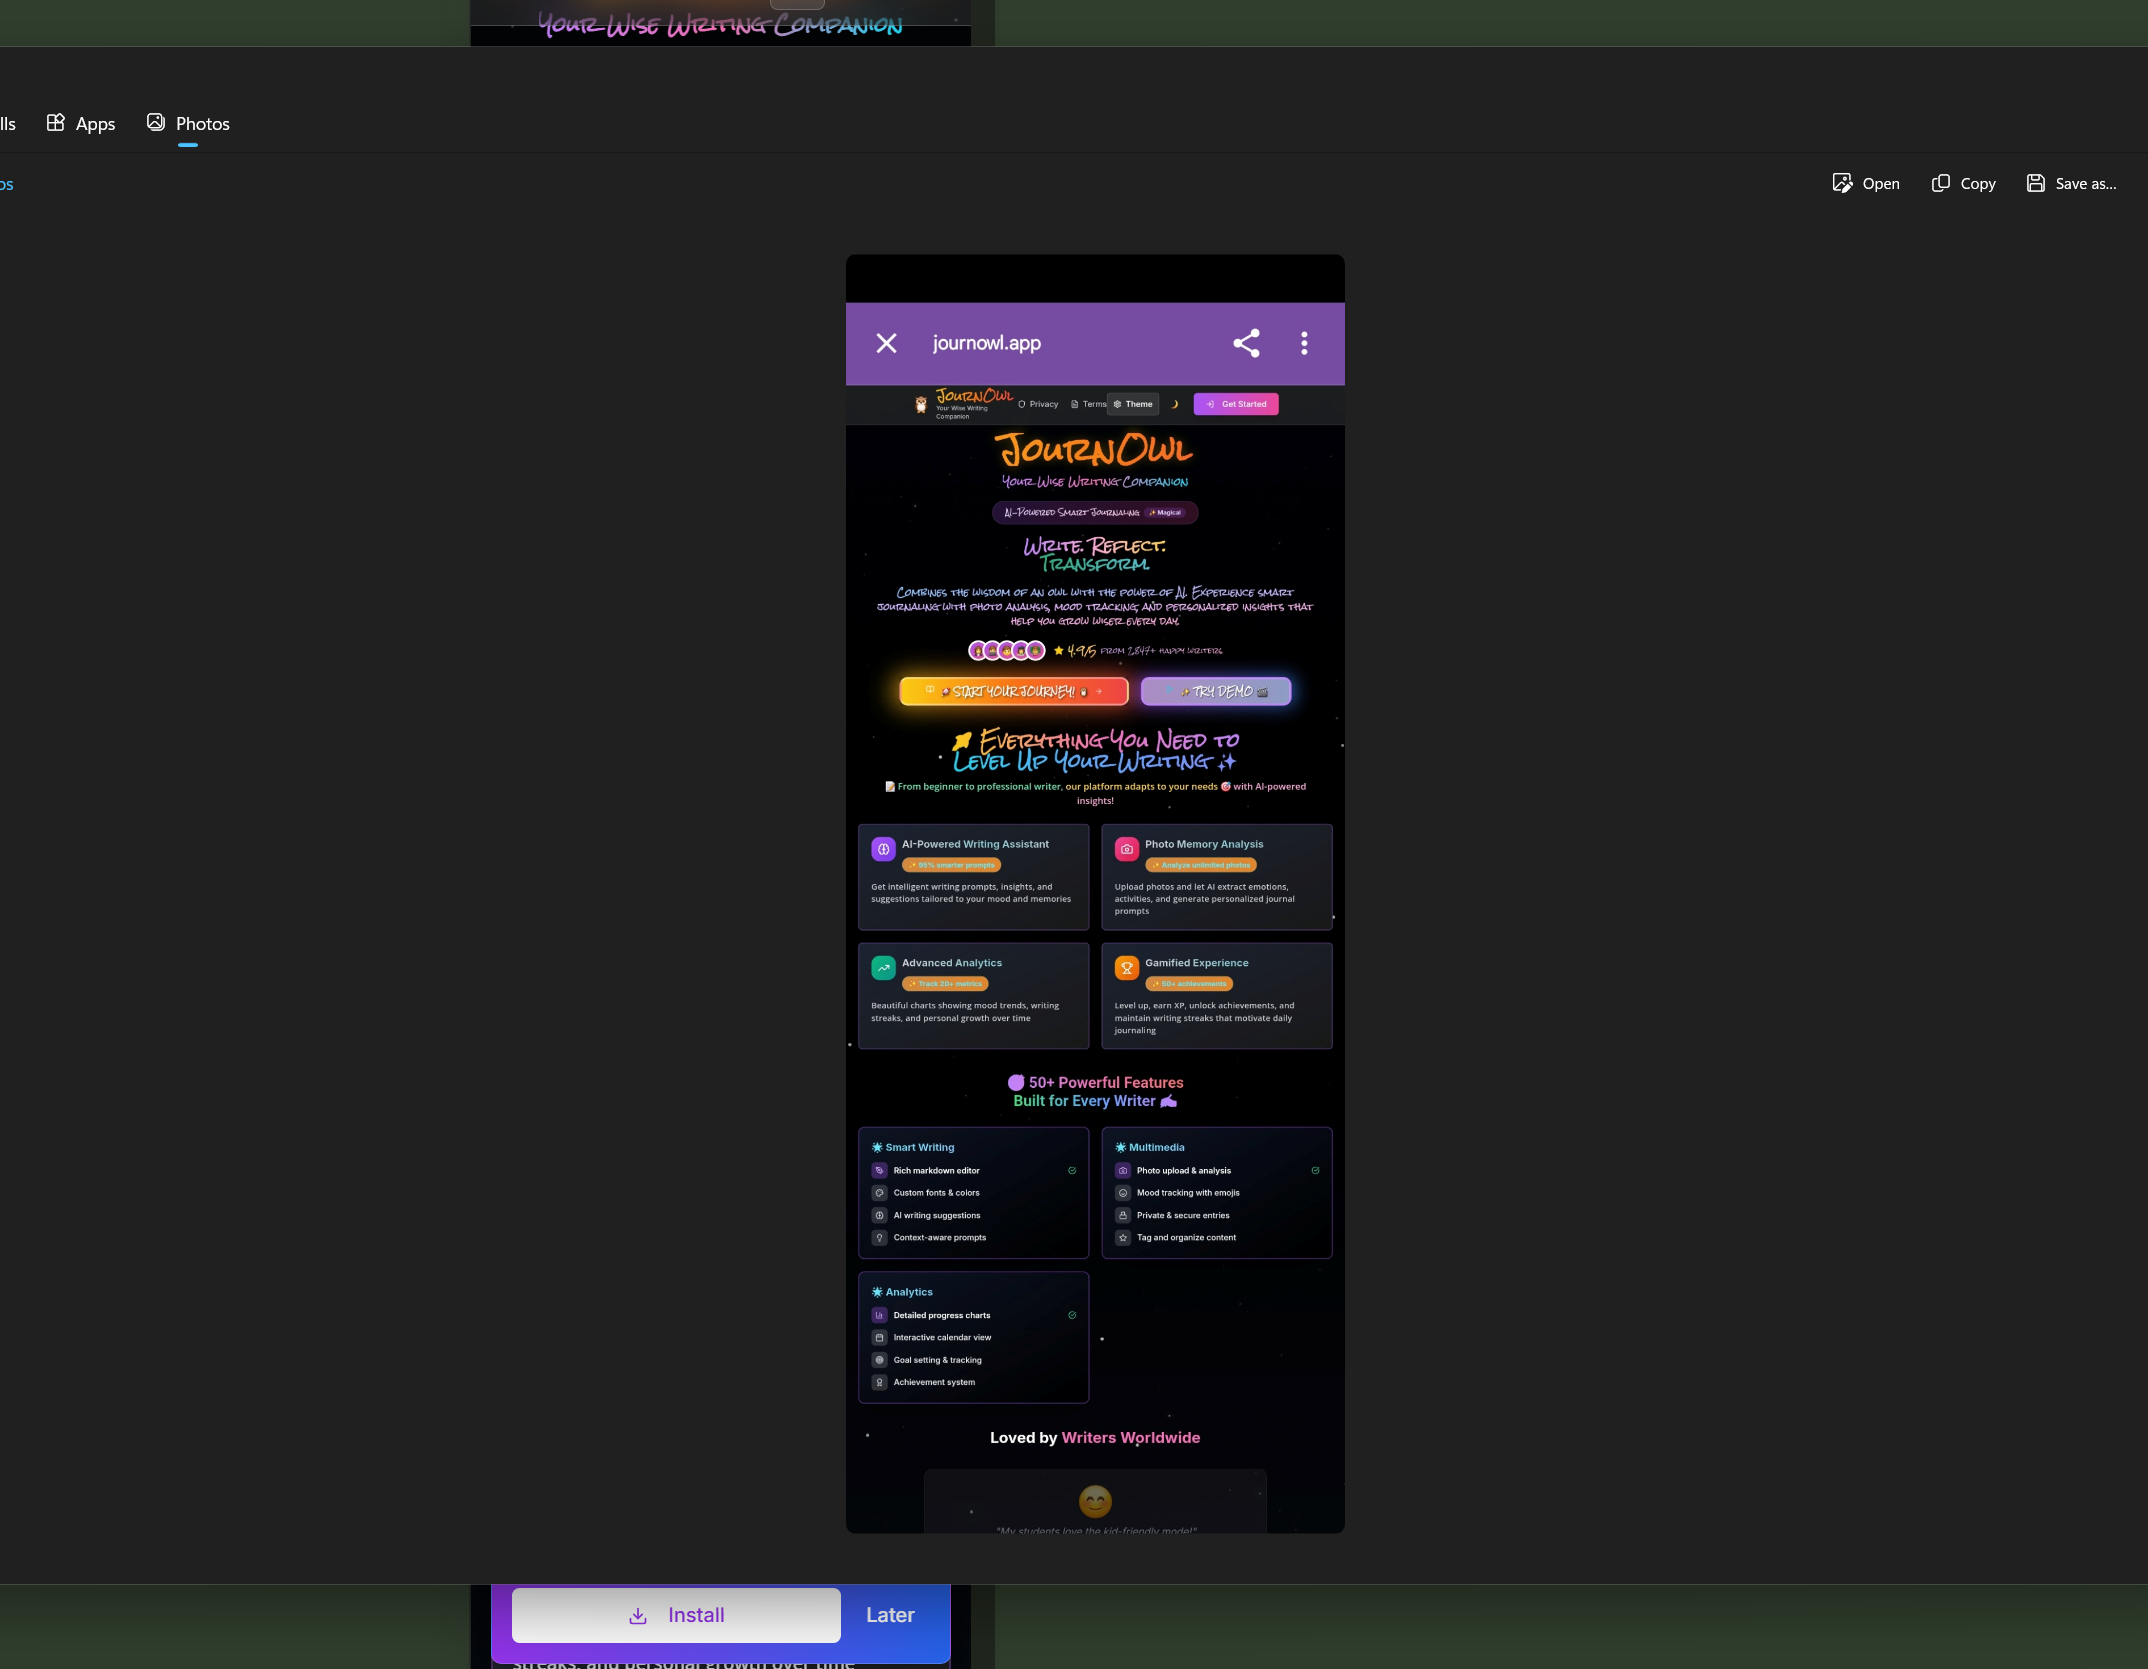 Your Wise Writing Companion
lls
Apps
Photos
os
Open
Copy
Save as...
journowl.app
JournOwl
Your Wise Writing
Companion
Privacy
Terms
Theme
Get Started
JournOwl
Your Wise Writing Companion
AI-Powered Smart Journaling ✨ Magical
Write. Reflect.
Transform.
Combines the wisdom of an owl with the power of AI. Experience smart
journaling with photo analysis, mood tracking, and personalized insights that
help you grow wiser every day.
⭐ 4.9/5 from 2,847+ happy writers
🚀 START YOUR JOURNEY! 🦉 →
✨ TRY DEMO 🎬
Everything You Need to
Level Up Your Writing ✨
📝 From beginner to professional writer, our platform adapts to your needs 🎯 with AI-powered
insights!
AI-Powered Writing Assistant
✨ 95% smarter prompts
Get intelligent writing prompts, insights, and
suggestions tailored to your mood and memories
Photo Memory Analysis
✨ Analyze unlimited photos
Upload photos and let AI extract emotions,
activities, and generate personalized journal
prompts
Advanced Analytics
✨ Track 20+ metrics
Beautiful charts showing mood trends, writing
streaks, and personal growth over time
Gamified Experience
✨ 50+ achievements
Level up, earn XP, unlock achievements, and
maintain writing streaks that motivate daily
journaling
50+ Powerful Features
Built for Every Writer ✍
🌟 Smart Writing
Rich markdown editor
Custom fonts & colors
AI writing suggestions
Context-aware prompts
🌟 Multimedia
Photo upload & analysis
Mood tracking with emojis
Private & secure entries
Tag and organize content
🌟 Analytics
Detailed progress charts
Interactive calendar view
Goal setting & tracking
Achievement system
Loved by Writers Worldwide
"My students love the kid-friendly mode!"
Install
Later
streaks, and personal growth over time